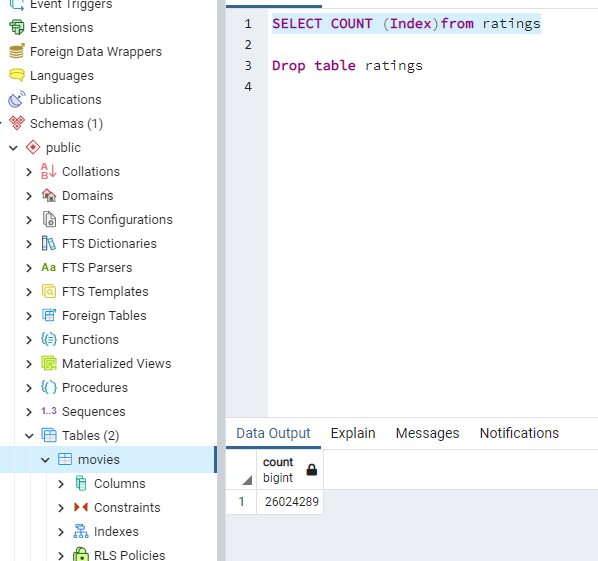 Event Triggers
Extensions
Foreign Data Wrappers
Languages
Publications
Schemas (1)
public
Collations
Domains
FTS Configurations
FTS Dictionaries
Aa FTS Parsers
FTS Templates
Foreign Tables
Functions
Materialized Views
Procedures
1..3 Sequences
Tables (2)
movies
Columns
Constraints
Indexes
RLS Policies
1 SELECT COUNT (Index)from ratings
2
3 Drop table ratings
4
Data Output Explain Messages Notifications
count
bigint
1 26024289